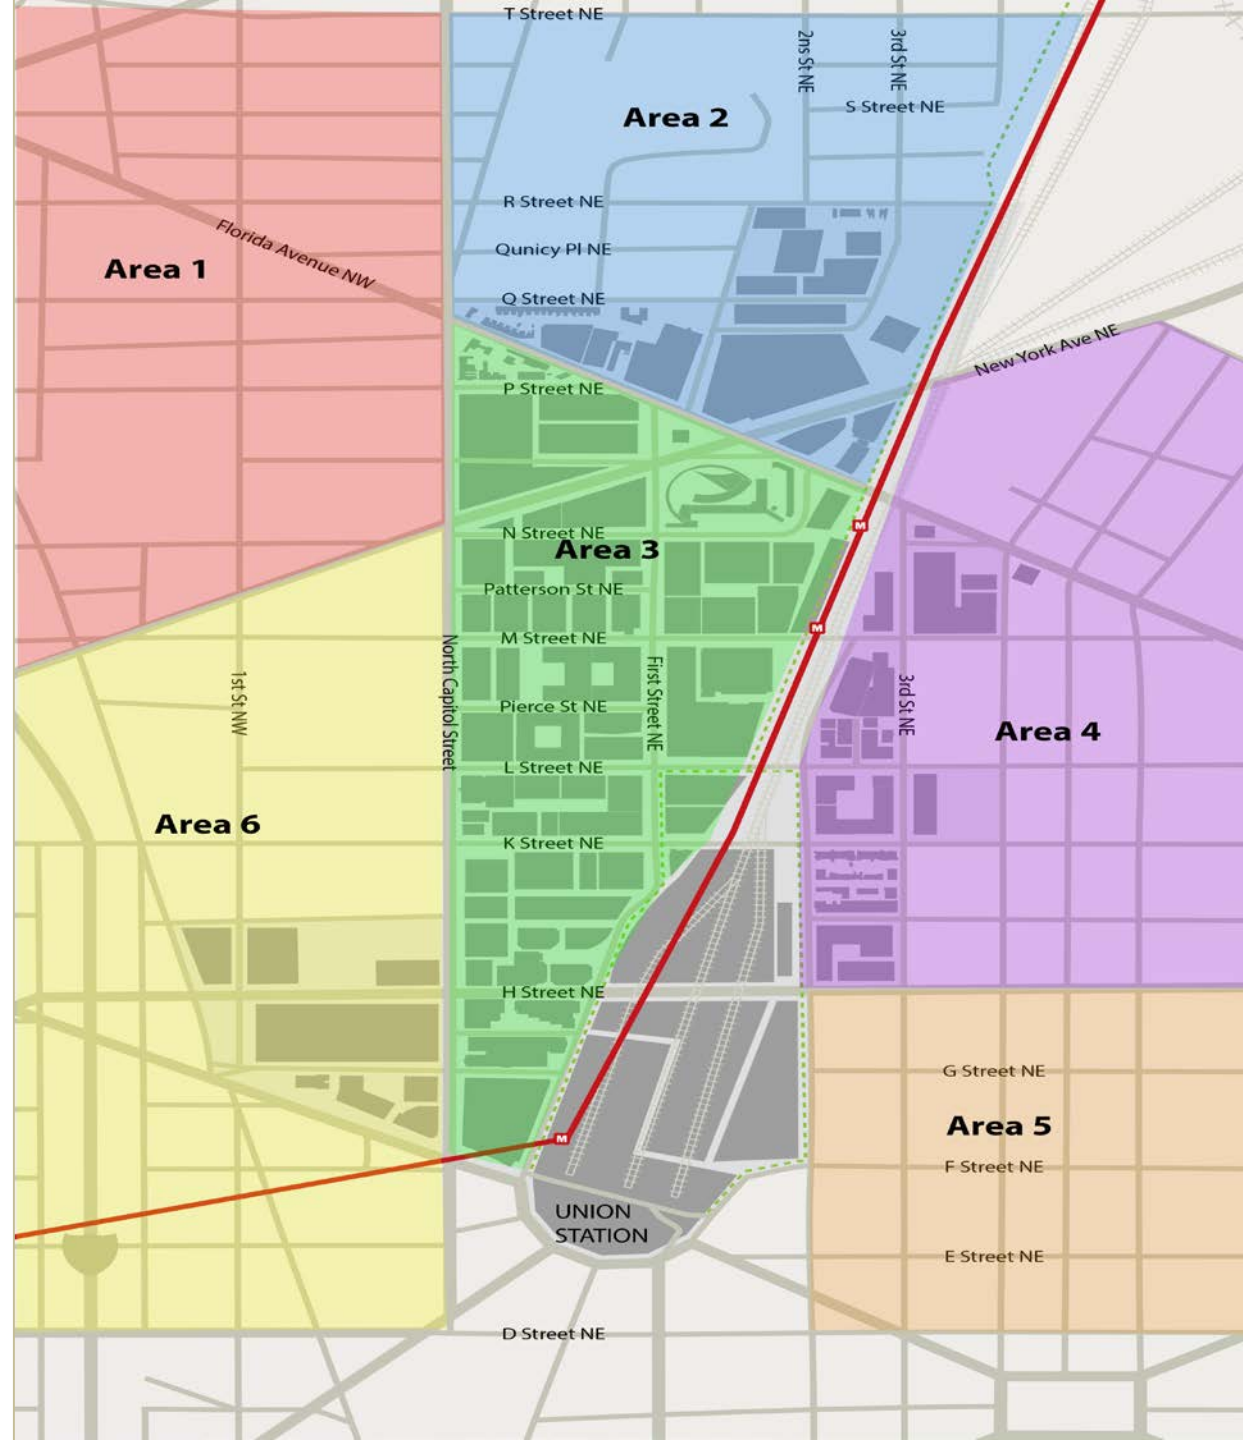 T Street NE
2ns St NE
3rd St NE
S Street NE
Area 2
R Street NE
Florida Avenue NW
Qunicy Pl NE
Area 1
Q Street NE
New York Ave NE
P Street NE
M
N Street NE
Area 3
Patterson St NE
M
M Street NE
North Capitol Street
First Street NE
1st St NW
3rd St NE
Pierce St NE
Area 4
L Street NE
Area 6
K Street NE
H Street NE
G Street NE
Area 5
M
F Street NE
UNION
STATION
E Street NE
D Street NE